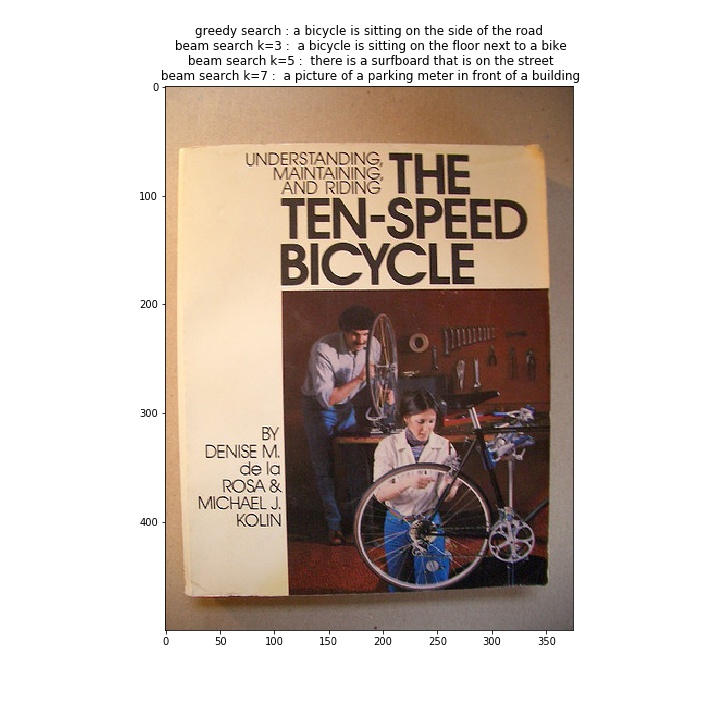 greedy search : a bicycle is sitting on the side of the road
beam search k=3 :  a bicycle is sitting on the floor next to a bike
beam search k=5 :  there is a surfboard that is on the street
beam search k=7 :  a picture of a parking meter in front of a building
0
100
200
300
400
0
50
100
150
200
250
300
350
UNDERSTANDING,
MAINTAINING,
AND RIDING
THE
TEN-SPEED
BICYCLE
BY
DENISE M.
de la
ROSA &
MICHAEL J.
KOLIN